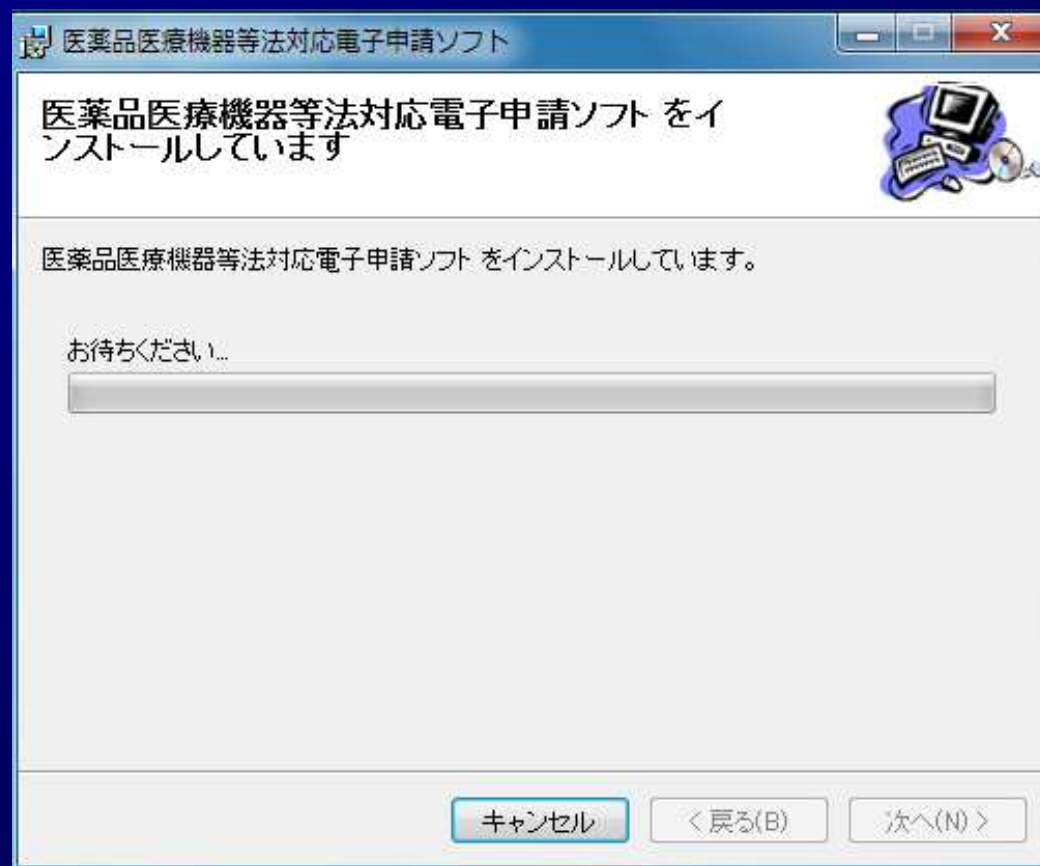 医薬品医療機器等法対応電子申請ソフト
医薬品医療機器等法対応電子申請ソフト をイ
ンストールしています
医薬品医療機器等法対応電子申請ソフト をインストールしています。
お待ちください...
キャンセル
< 戻る(B)
次へ(N) >